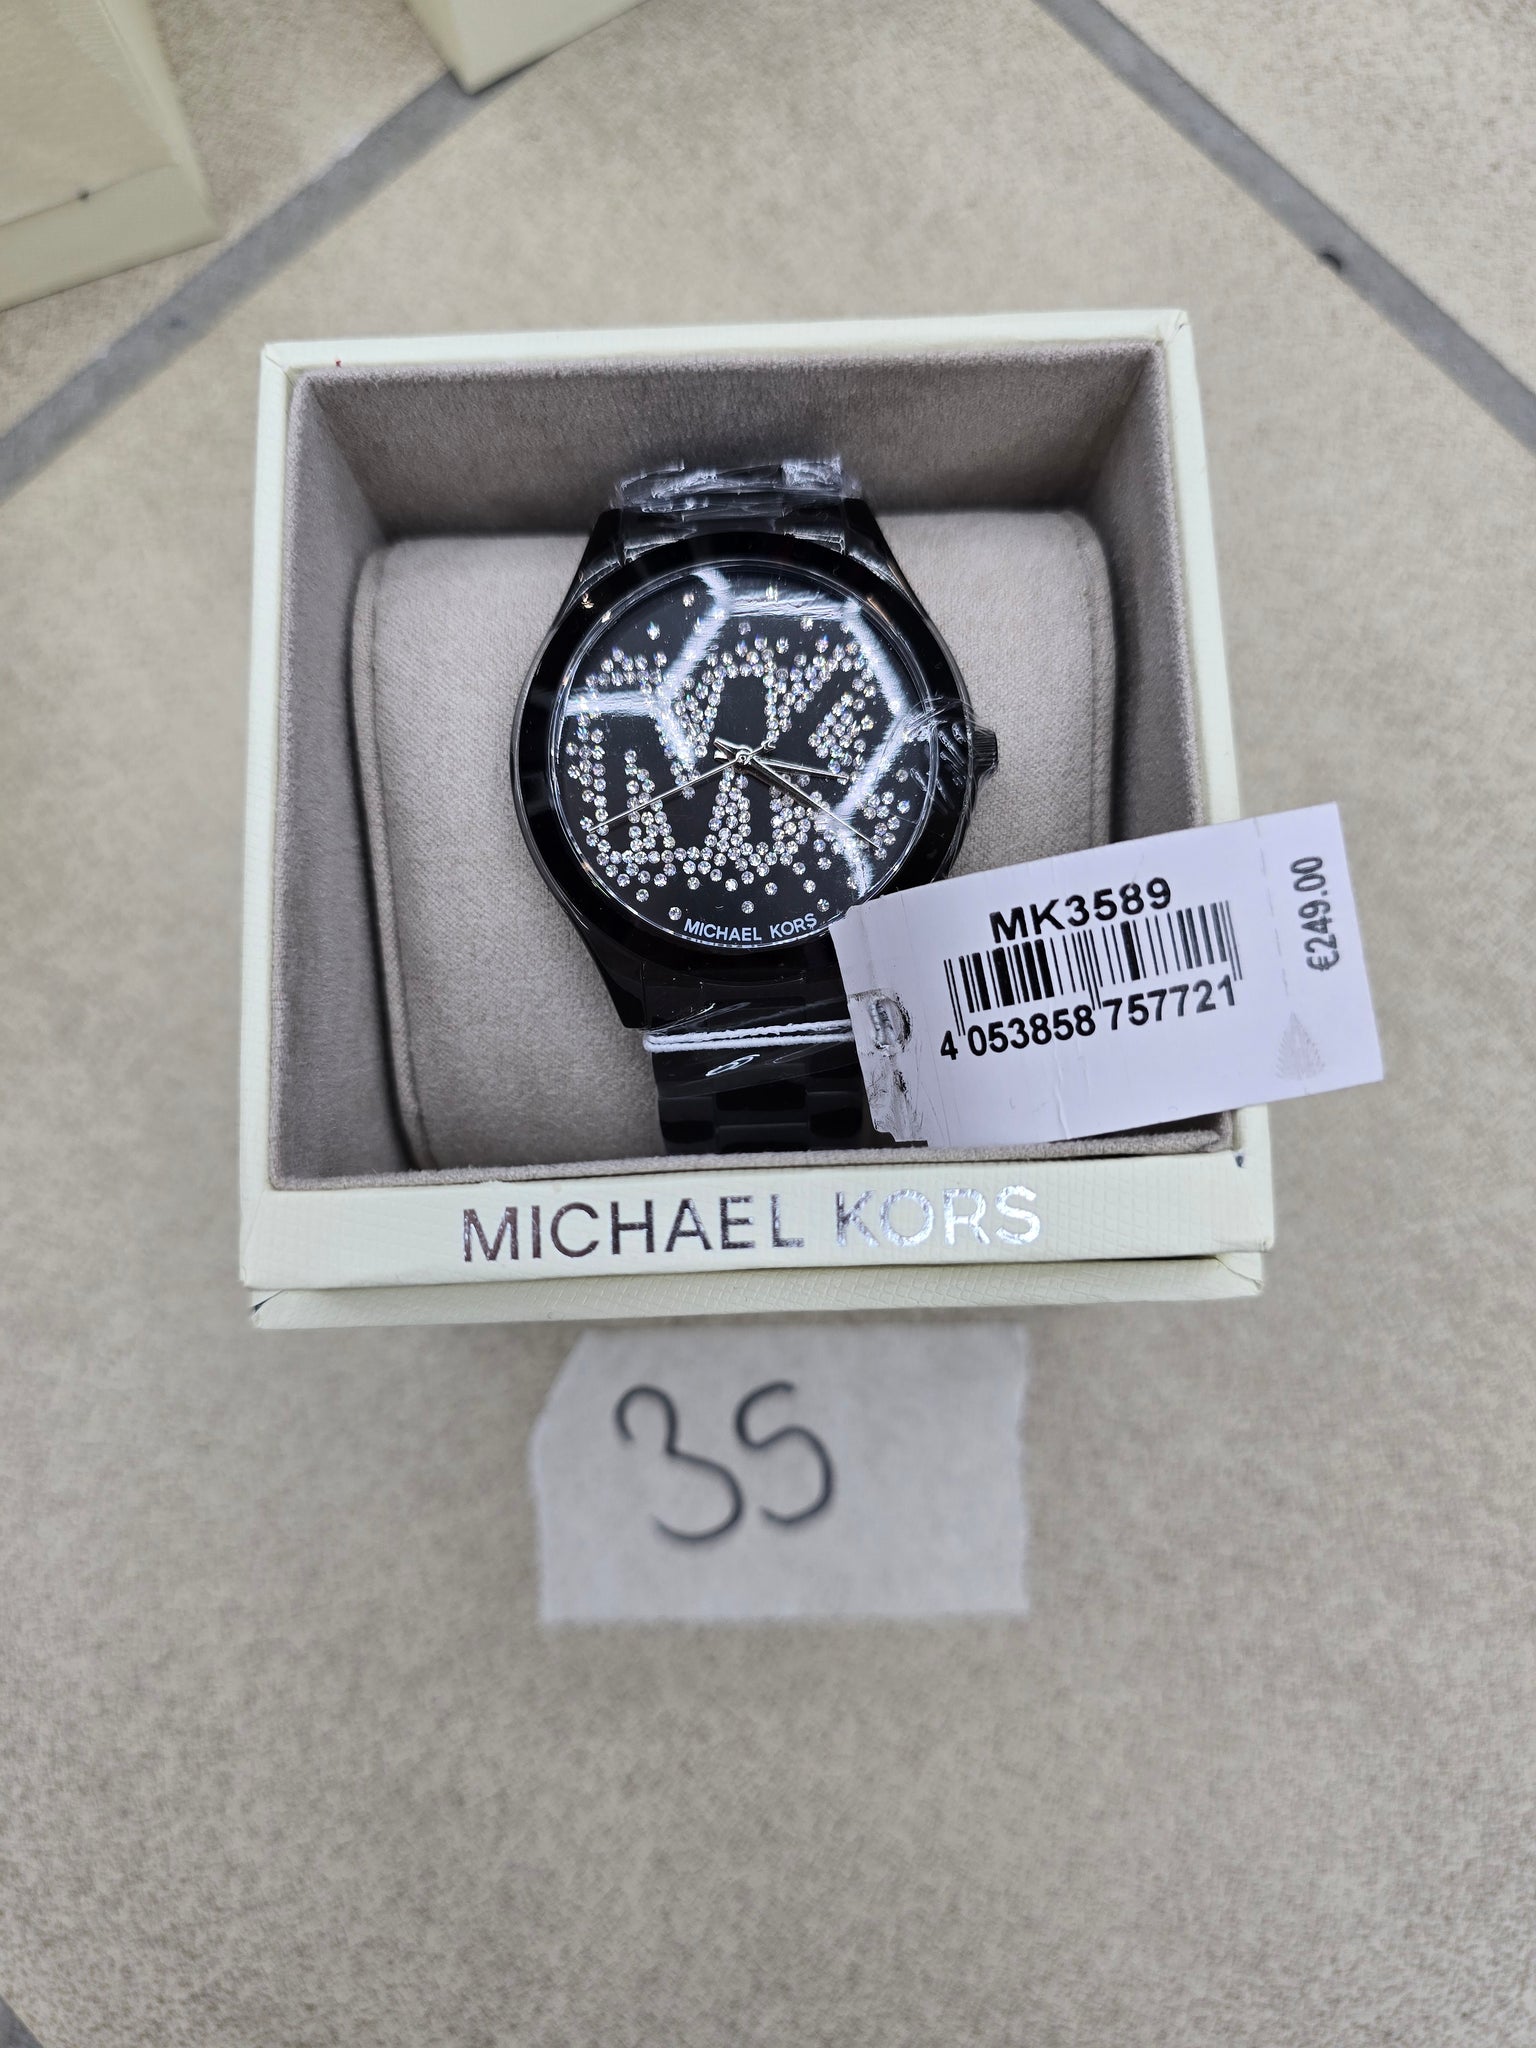 MICHAEL KORS
MK3589
4 053858 757721
€249.00
MICHAEL KORS
35